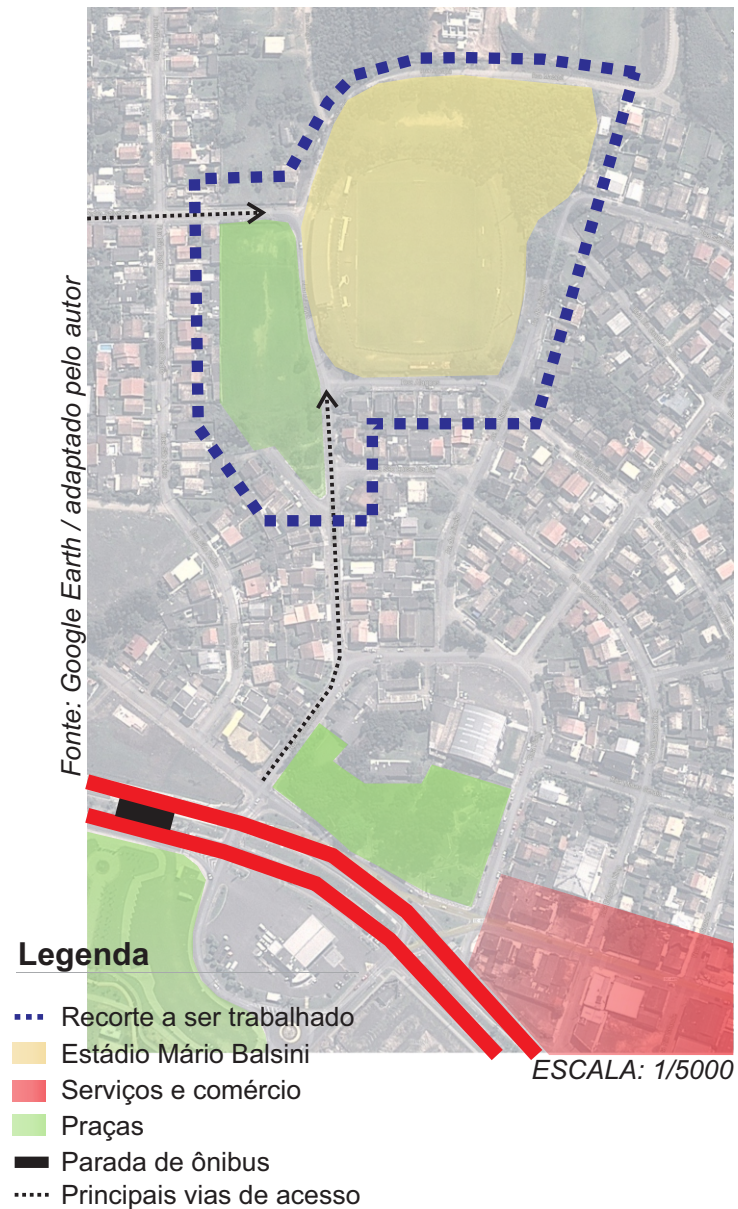 Fonte: Google Earth / adaptado pelo autor
Legenda
Recorte a ser trabalhado
Estádio Mário Balsini
Serviços e comércio
Praças
Parada de ônibus
Principais vias de acesso
ESCALA: 1/5000